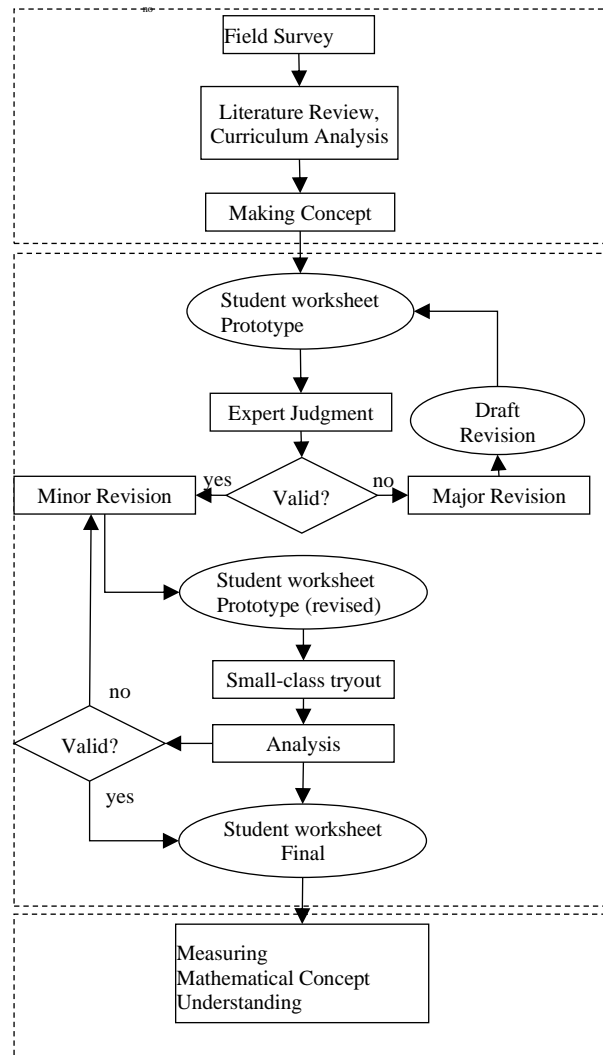 no
Field Survey
Literature Review,
Curriculum Analysis
Making Concept
Student worksheet
Prototype
Expert Judgment
Draft
Revision
yes
no
Minor Revision
Valid?
Major Revision
Student worksheet
Prototype (revised)
Small-class tryout
no
Valid?
Analysis
yes
Student worksheet
Final
Measuring
Mathematical Concept
Understanding